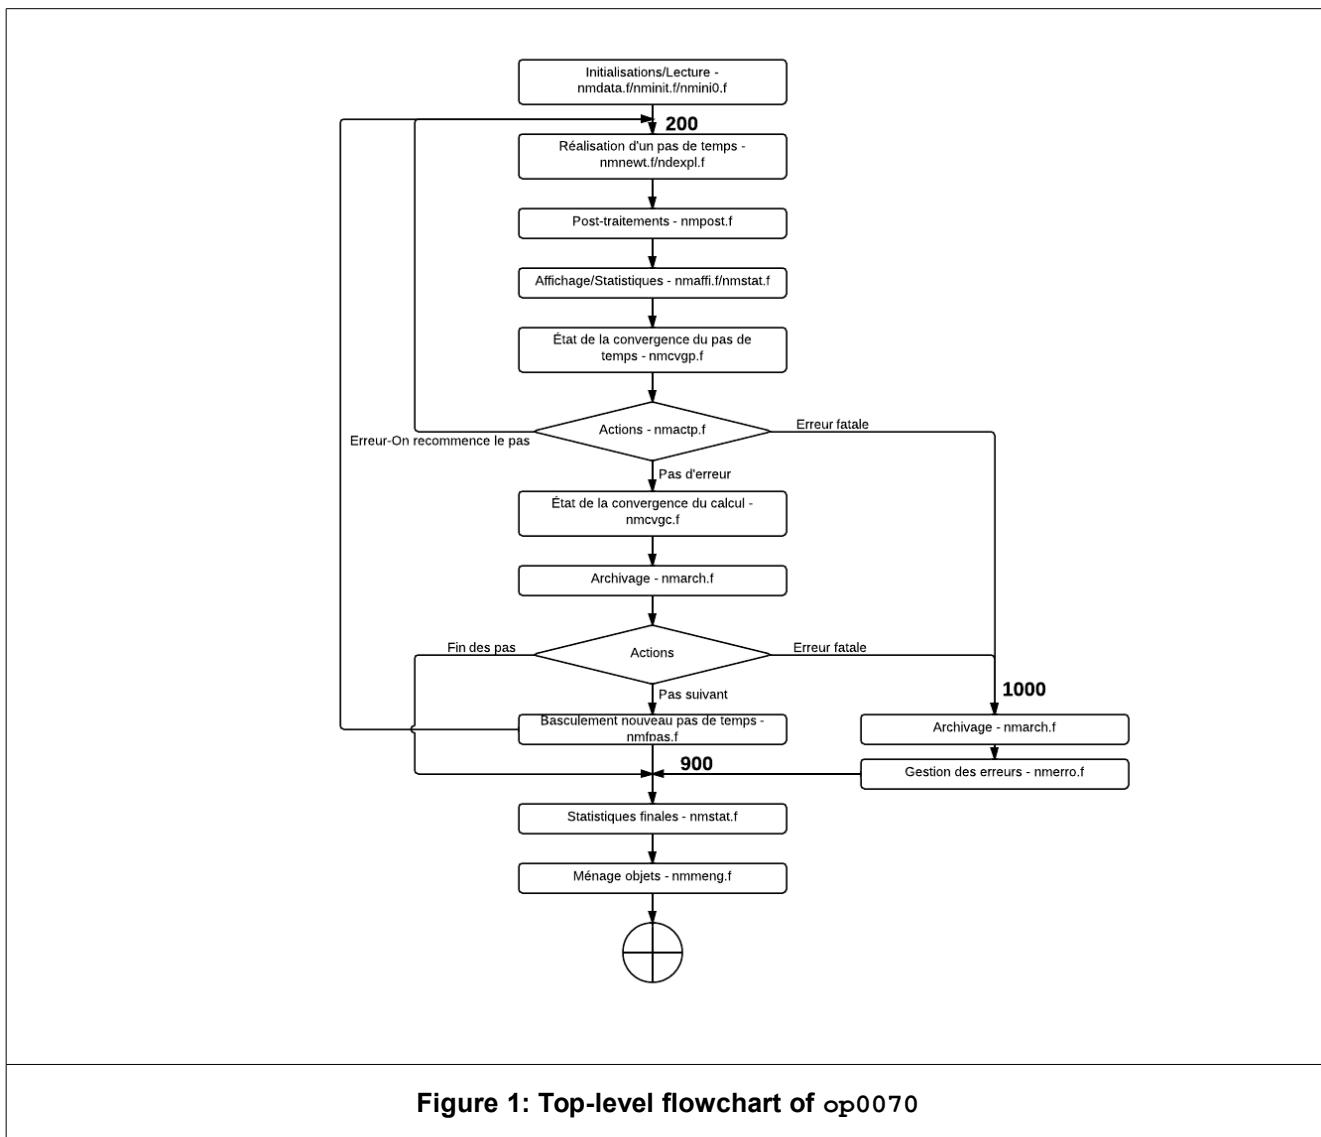 Initialisations/Lecture -
nmdata.f/nminit.f/nmini0.f
200
Réalisation d'un pas de temps -
nmnewt.f/ndexpl.f
Post-traitements - nmpost.f
Affichage/Statistiques - nmaffi.f/nmstat.f
État de la convergence du pas de
temps - nmcvgp.f
Actions - nmactp.f
Erreur fatale
Erreur-On recommence le pas
Pas d'erreur
État de la convergence du calcul -
nmcvgc.f
Archivage - nmarch.f
Fin des pas
Actions
Erreur fatale
Pas suivant
1000
Basculement nouveau pas de temps -
nmfpas.f
Archivage - nmarch.f
900
Gestion des erreurs - nmerro.f
Statistiques finales - nmstat.f
Ménage objets - nmmeng.f
Figure 1: Top-level flowchart of op0070